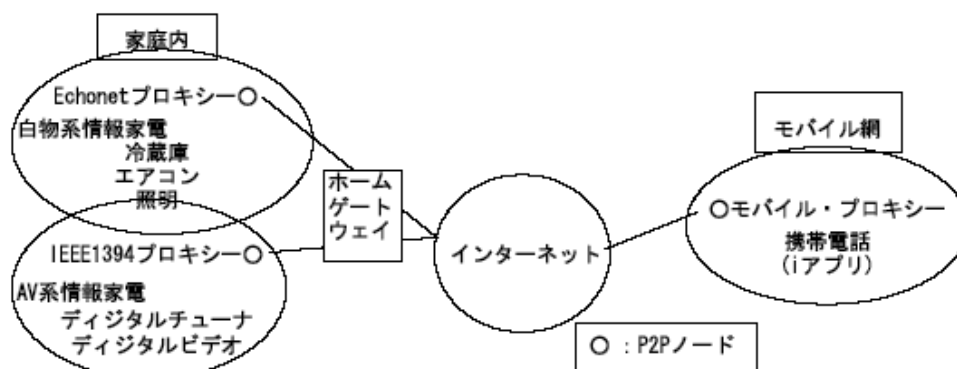 家庭内
Echonetプロキシー○
白物系情報家電
冷蔵庫
エアコン
照明
IEEE1394プロキシー○
AV系情報家電
ディジタルチューナ
ディジタルビデオ
ホーム
ゲート
ウェイ
インターネット
モバイル網
○モバイル・プロキシー
携帯電話
(iアプリ)
○：P2Pノード